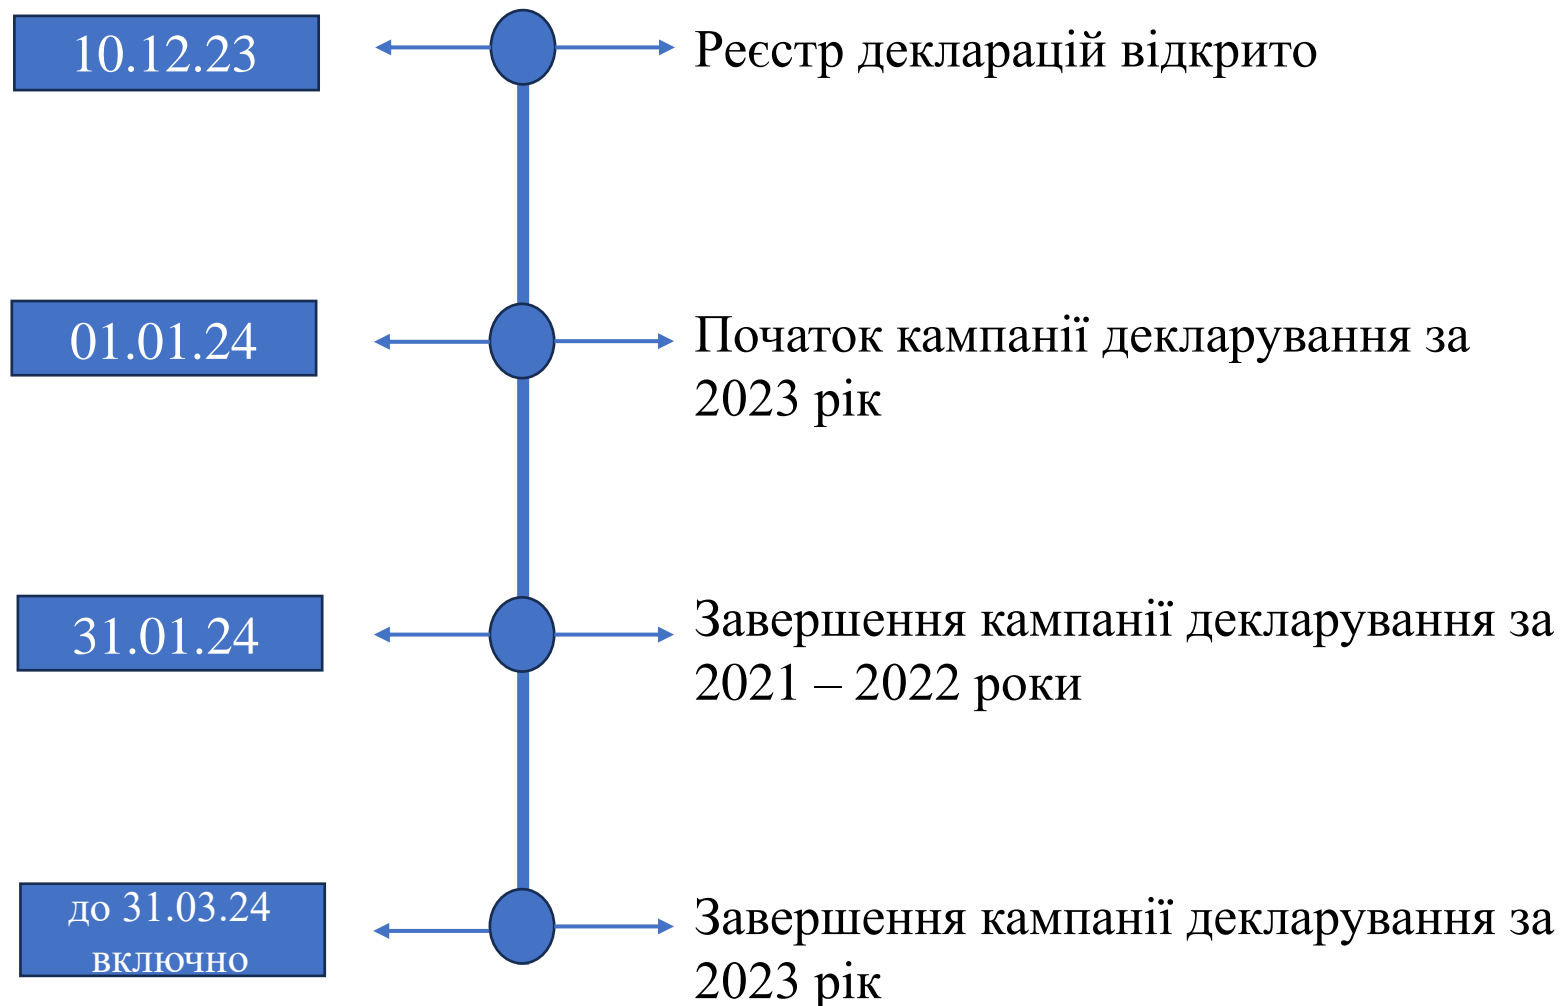 10.12.23
Реєстр декларацій відкрито
01.01.24
Початок кампанії декларування за
2023 рік
31.01.24
Завершення кампанії декларування за
2021 – 2022 роки
до 31.03.24
включно
Завершення кампанії декларування за
2023 рік